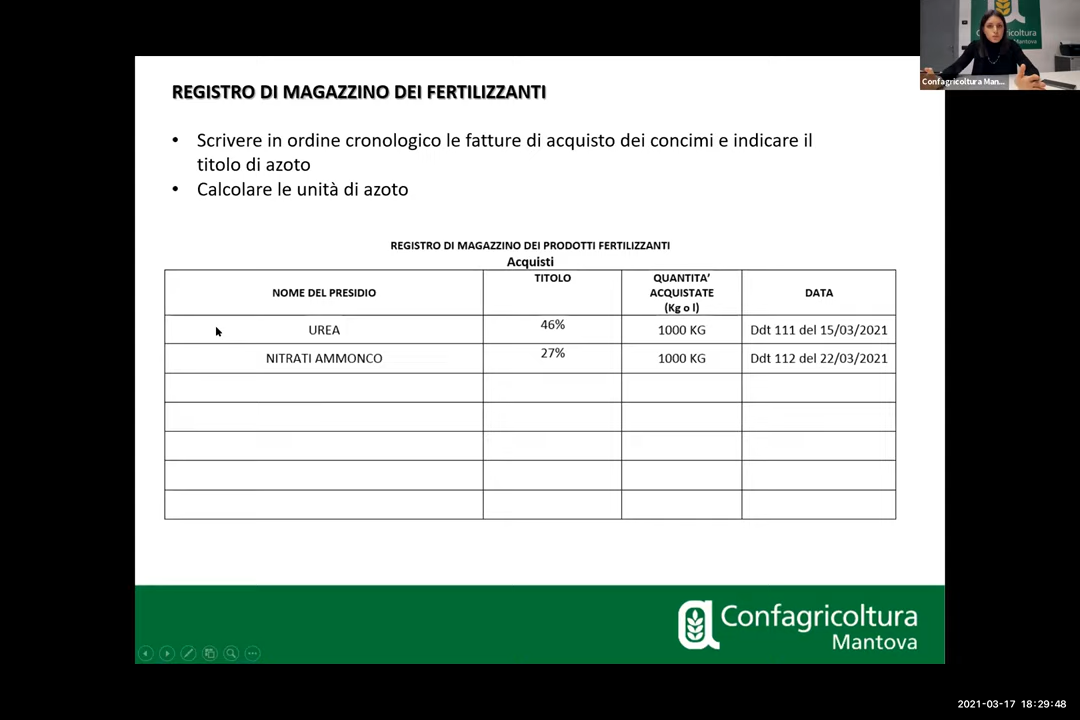 REGISTRO DI MAGAZZINO DEI FERTILIZZANTI
• Scrivere in ordine cronologico le fatture di acquisto dei concimi e indicare il
titolo di azoto
• Calcolare le unità di azoto
REGISTRO DI MAGAZZINO DEI PRODOTTI FERTILIZZANTI
Acquisti
NOME DEL PRESIDIO TITOLO QUANTITA’ ACQUISTATE (Kg o l) DATA
UREA 46% 1000 KG Ddt 111 del 15/03/2021
NITRATI AMMONCO 27% 1000 KG Ddt 112 del 22/03/2021
Confagricoltura
Mantova
Confagricoltura Man...
icoltura
Mantova
2021-03-17 18:29:48